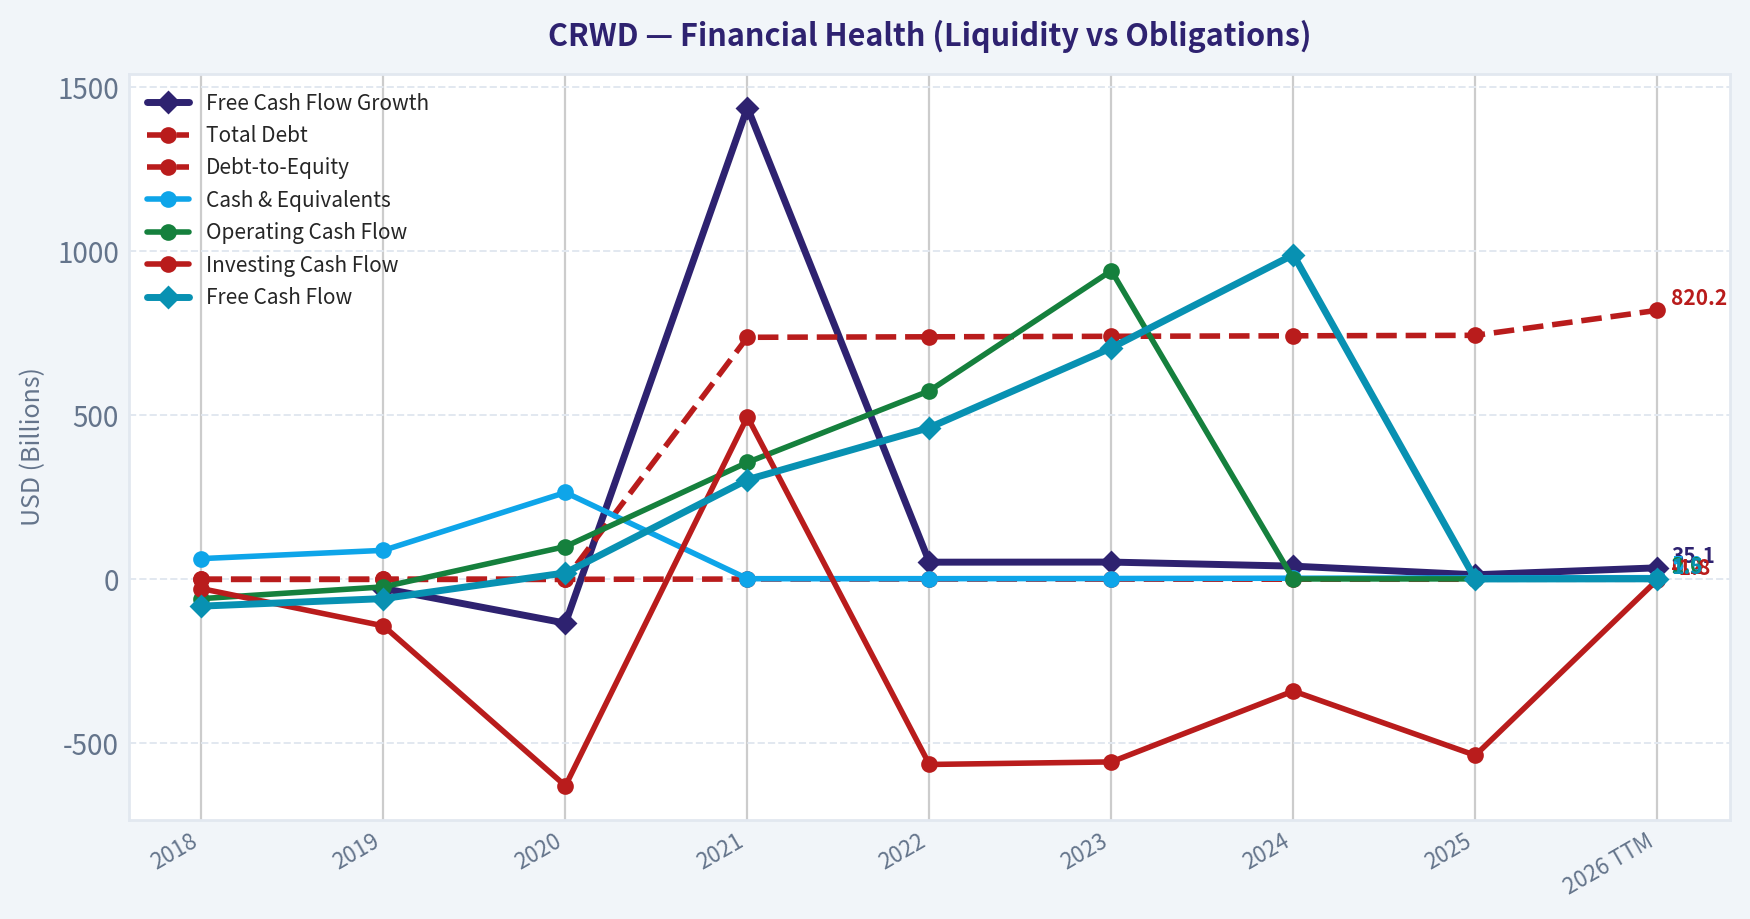 CRWD — Financial Health (Liquidity vs Obligations)
1500
1000
500
0
-500
USD (Billions)
Free Cash Flow Growth
Total Debt
Debt-to-Equity
Cash & Equivalents
Operating Cash Flow
Investing Cash Flow
Free Cash Flow
820.2
35.1
2018
2019
2020
2021
2022
2023
2024
2025
2026 TTM